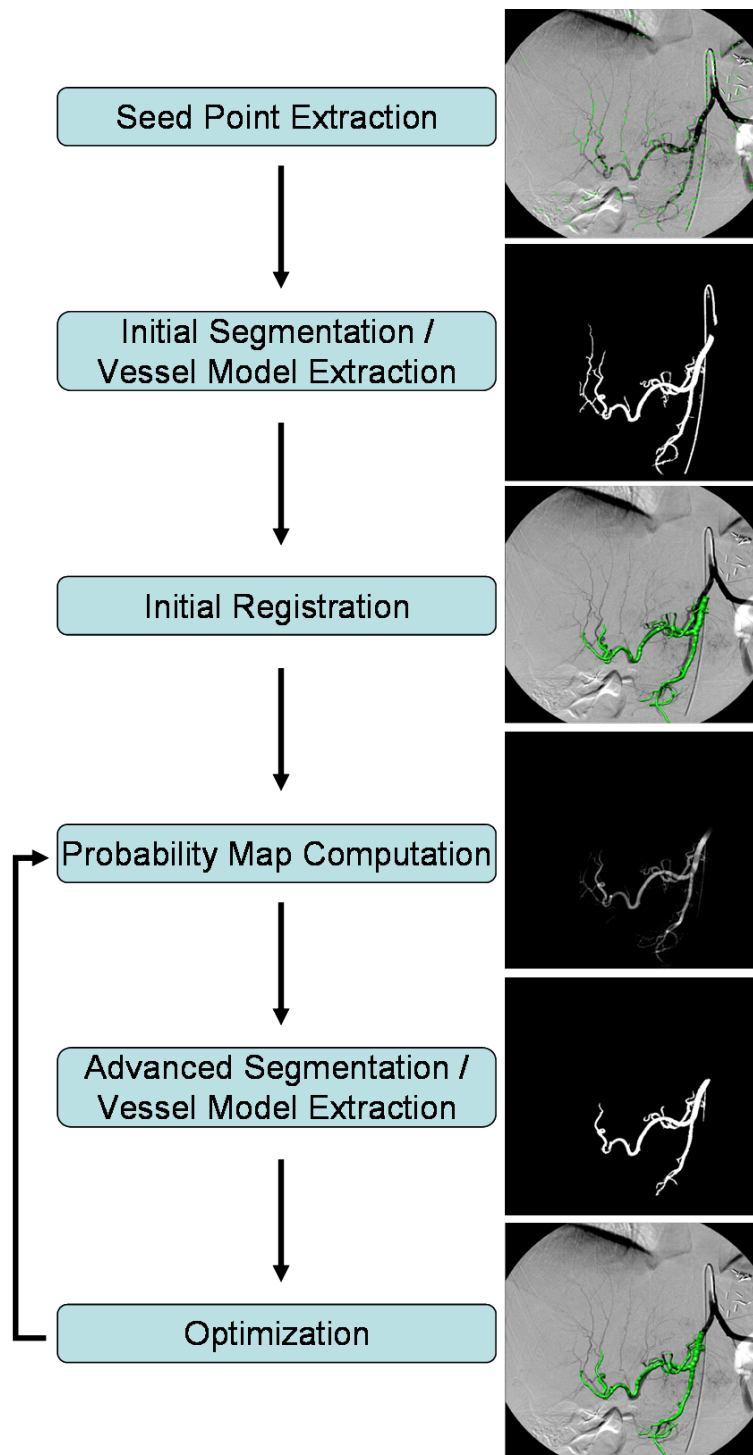 Seed Point Extraction
Initial Segmentation /
Vessel Model Extraction
Initial Registration
Probability Map Computation
Advanced Segmentation /
Vessel Model Extraction
Optimization